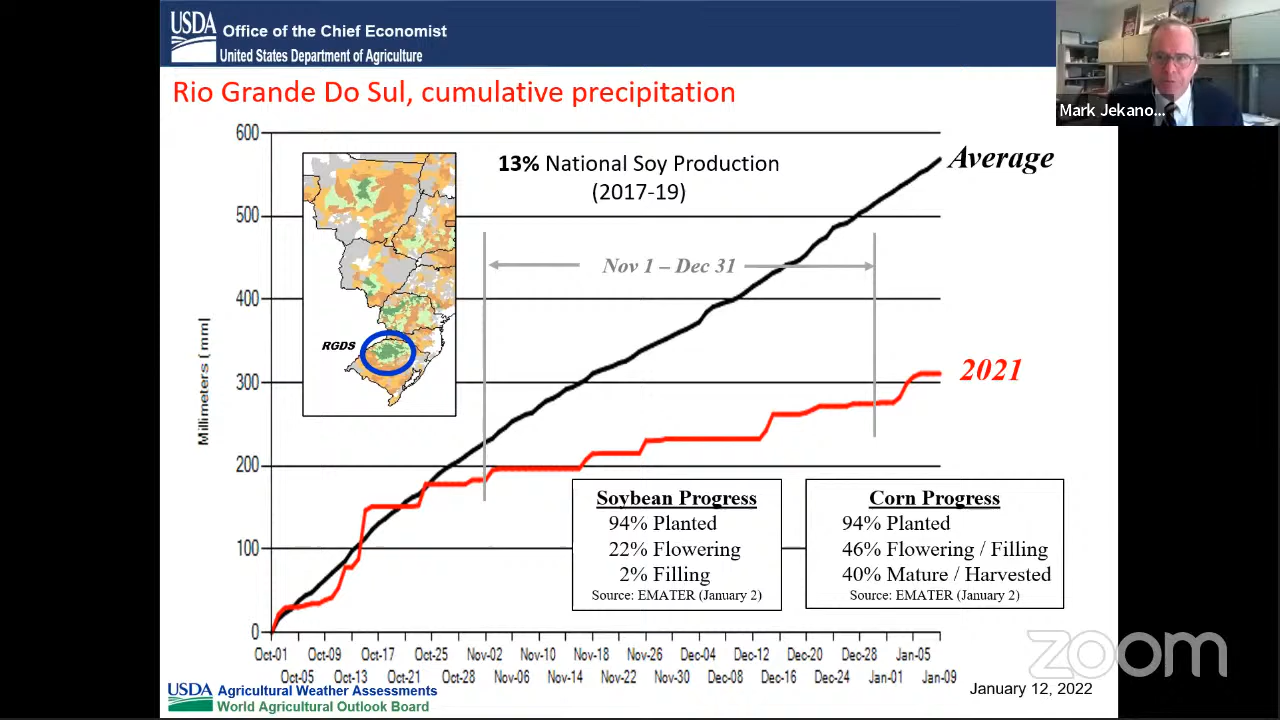 USDA
Office of the Chief Economist
United States Department of Agriculture
Mark Jekano...
Rio Grande Do Sul, cumulative precipitation
600
500
400
300
200
100
0
Millimeters ( mm)
RGDS
13% National Soy Production
(2017-19)
Average
Nov 1 – Dec 31
2021
Soybean Progress
94% Planted
22% Flowering
2% Filling
Source: EMATER (January 2)
Corn Progress
94% Planted
46% Flowering / Filling
40% Mature / Harvested
Source: EMATER (January 2)
Oct-01 Oct-09 Oct-17 Oct-25 Nov-02 Nov-10 Nov-18 Nov-26 Dec-04 Dec-12 Dec-20 Dec-28 Jan-05
Oct-05 Oct-13 Oct-21 Oct-28 Nov-06 Nov-14 Nov-22 Nov-30 Dec-08 Dec-16 Dec-24 Jan-01 Jan-09
zoom
USDA
Agricultural Weather Assessments
World Agricultural Outlook Board
January 12, 2022